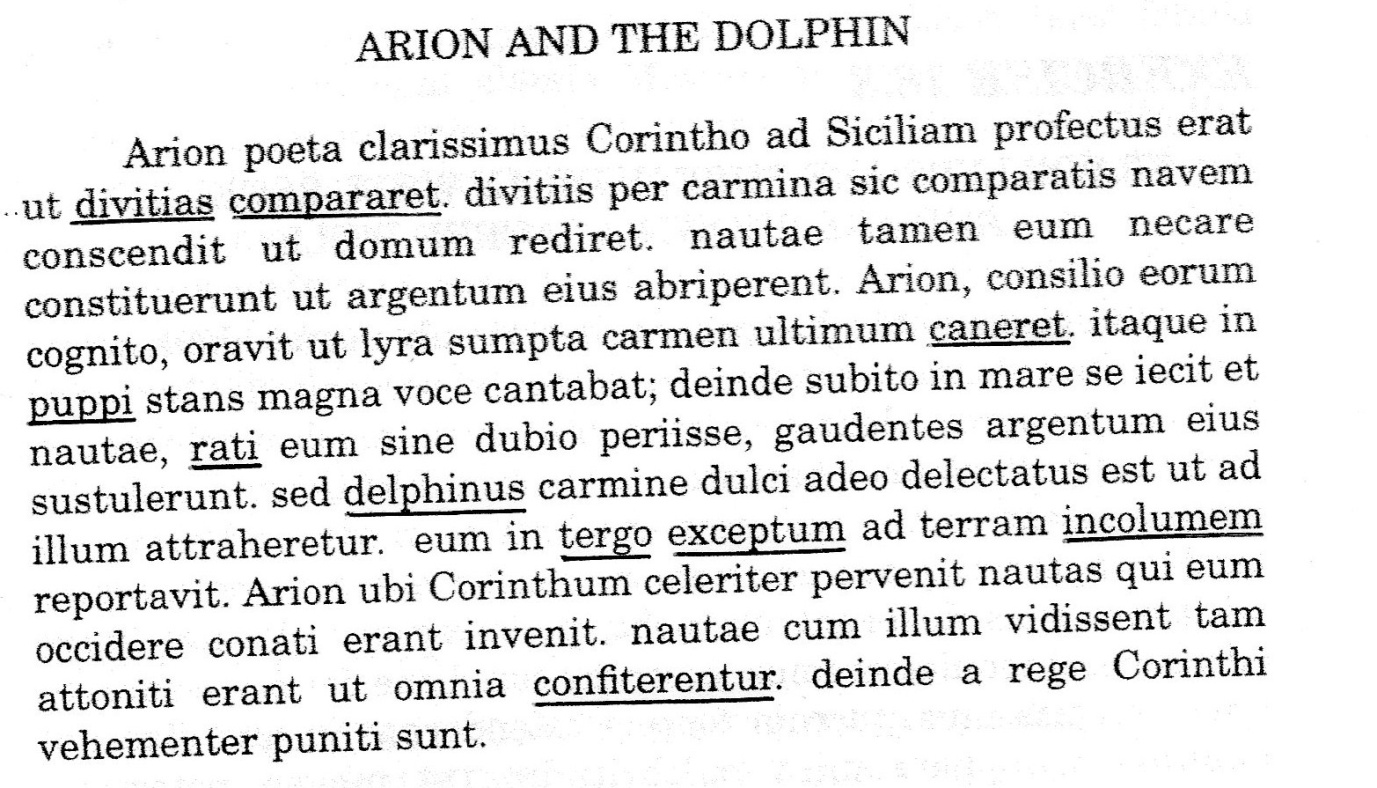 ARION AND THE DOLPHIN
Arion poeta clarissimus Corintho ad Siciliam profectus erat
ut divitias compararet. divitiis per carmina sic comparatis navem
conscendit ut domum rediret. nautae tamen eum necare
constituerunt ut argentum eius abriperent. Arion, consilio eorum
cognito, oravit ut lyra sumpta carmen ultimum caneret. itaque in
puppi stans magna voce cantabat; deinde subito in mare se iecit et
nautae, rati eum sine dubio periisse, gaudentes argentum eius
sustulerunt. sed delphinus carmine dulci adeo delectatus est ut ad
illum attraheretur. eum in tergo exceptum ad terram incolumem
reportavit. Arion ubi Corinthum celeriter pervenit nautas qui eum
occidere conati erant invenit. nautae cum illum vidissent tam
attoniti erant ut omnia confiterentur. deinde a rege Corinthi
vehementer puniti sunt.